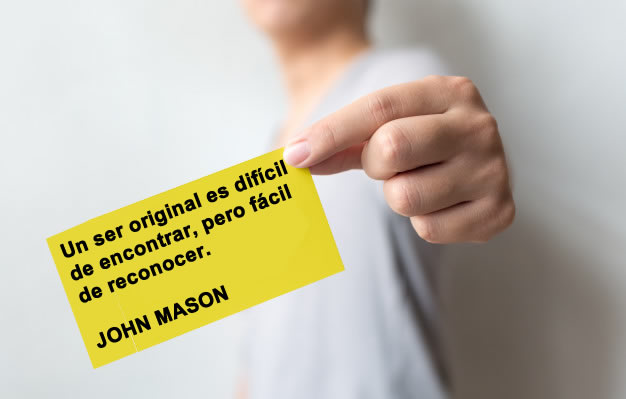 Un ser original es difícil
de encontrar, pero fácil
de reconocer.
JOHN MASON